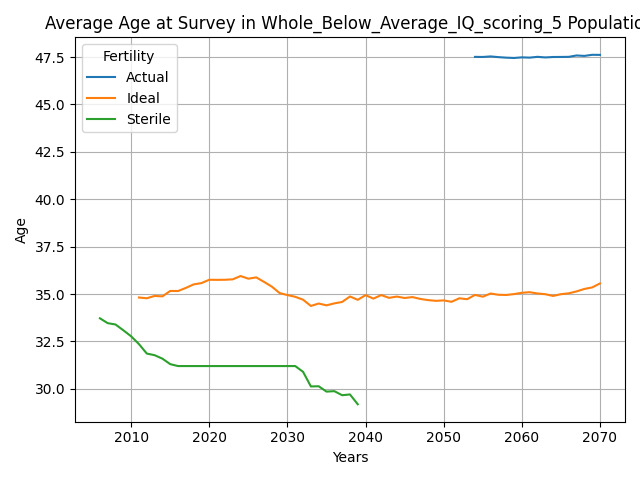 Average Age at Survey in Whole_Below_Average_IQ_scoring_5 Populatio
Fertility
Actual
Ideal
Sterile
47.5
45.0
42.5
40.0
37.5
35.0
32.5
30.0
Age
2010 2020 2030 2040 2050 2060 2070
Years